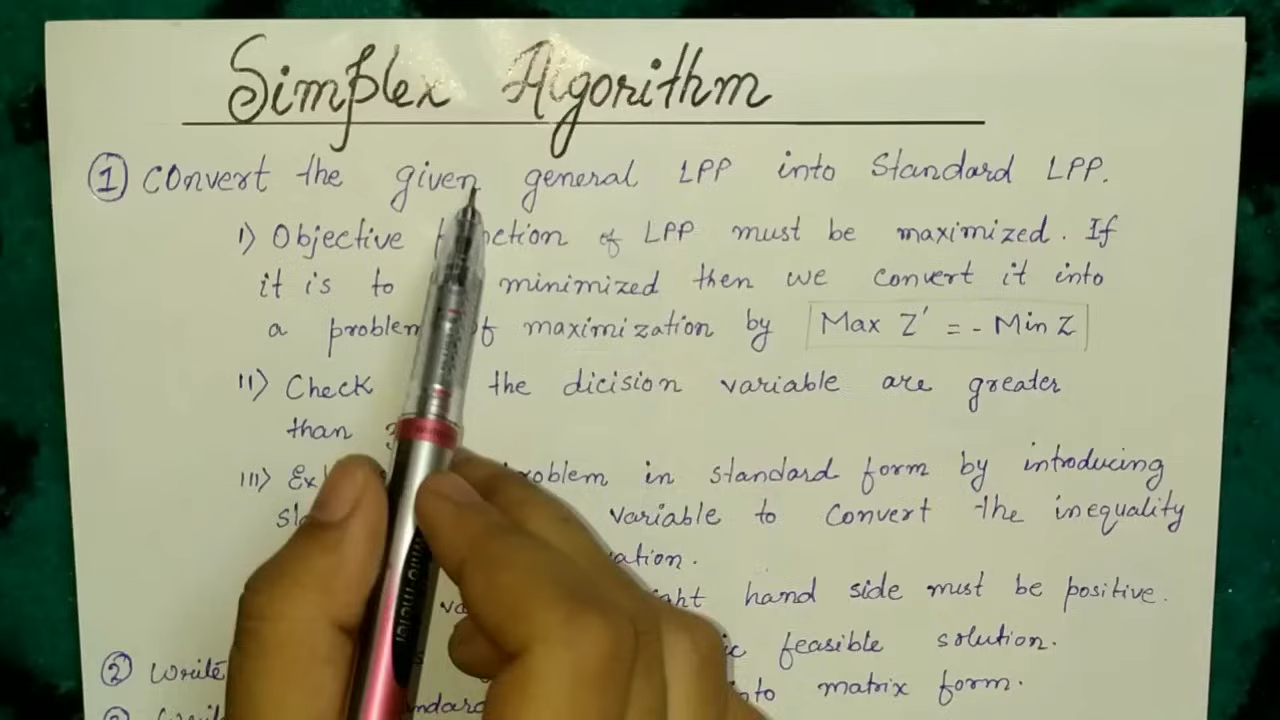 Simplex Algorithm
① Convert the given general LPP into Standard LPP.
I) Objective function of LPP must be maximized. If
it is to minimized then we convert it into
a problem of maximization by Max Z' = - Min Z
II) Check the dicision variable are greater
than
III) problem in standard form by introducing
variable to convert the inequality
hand side must be positive.
feasible solution.
② Write
into matrix form.